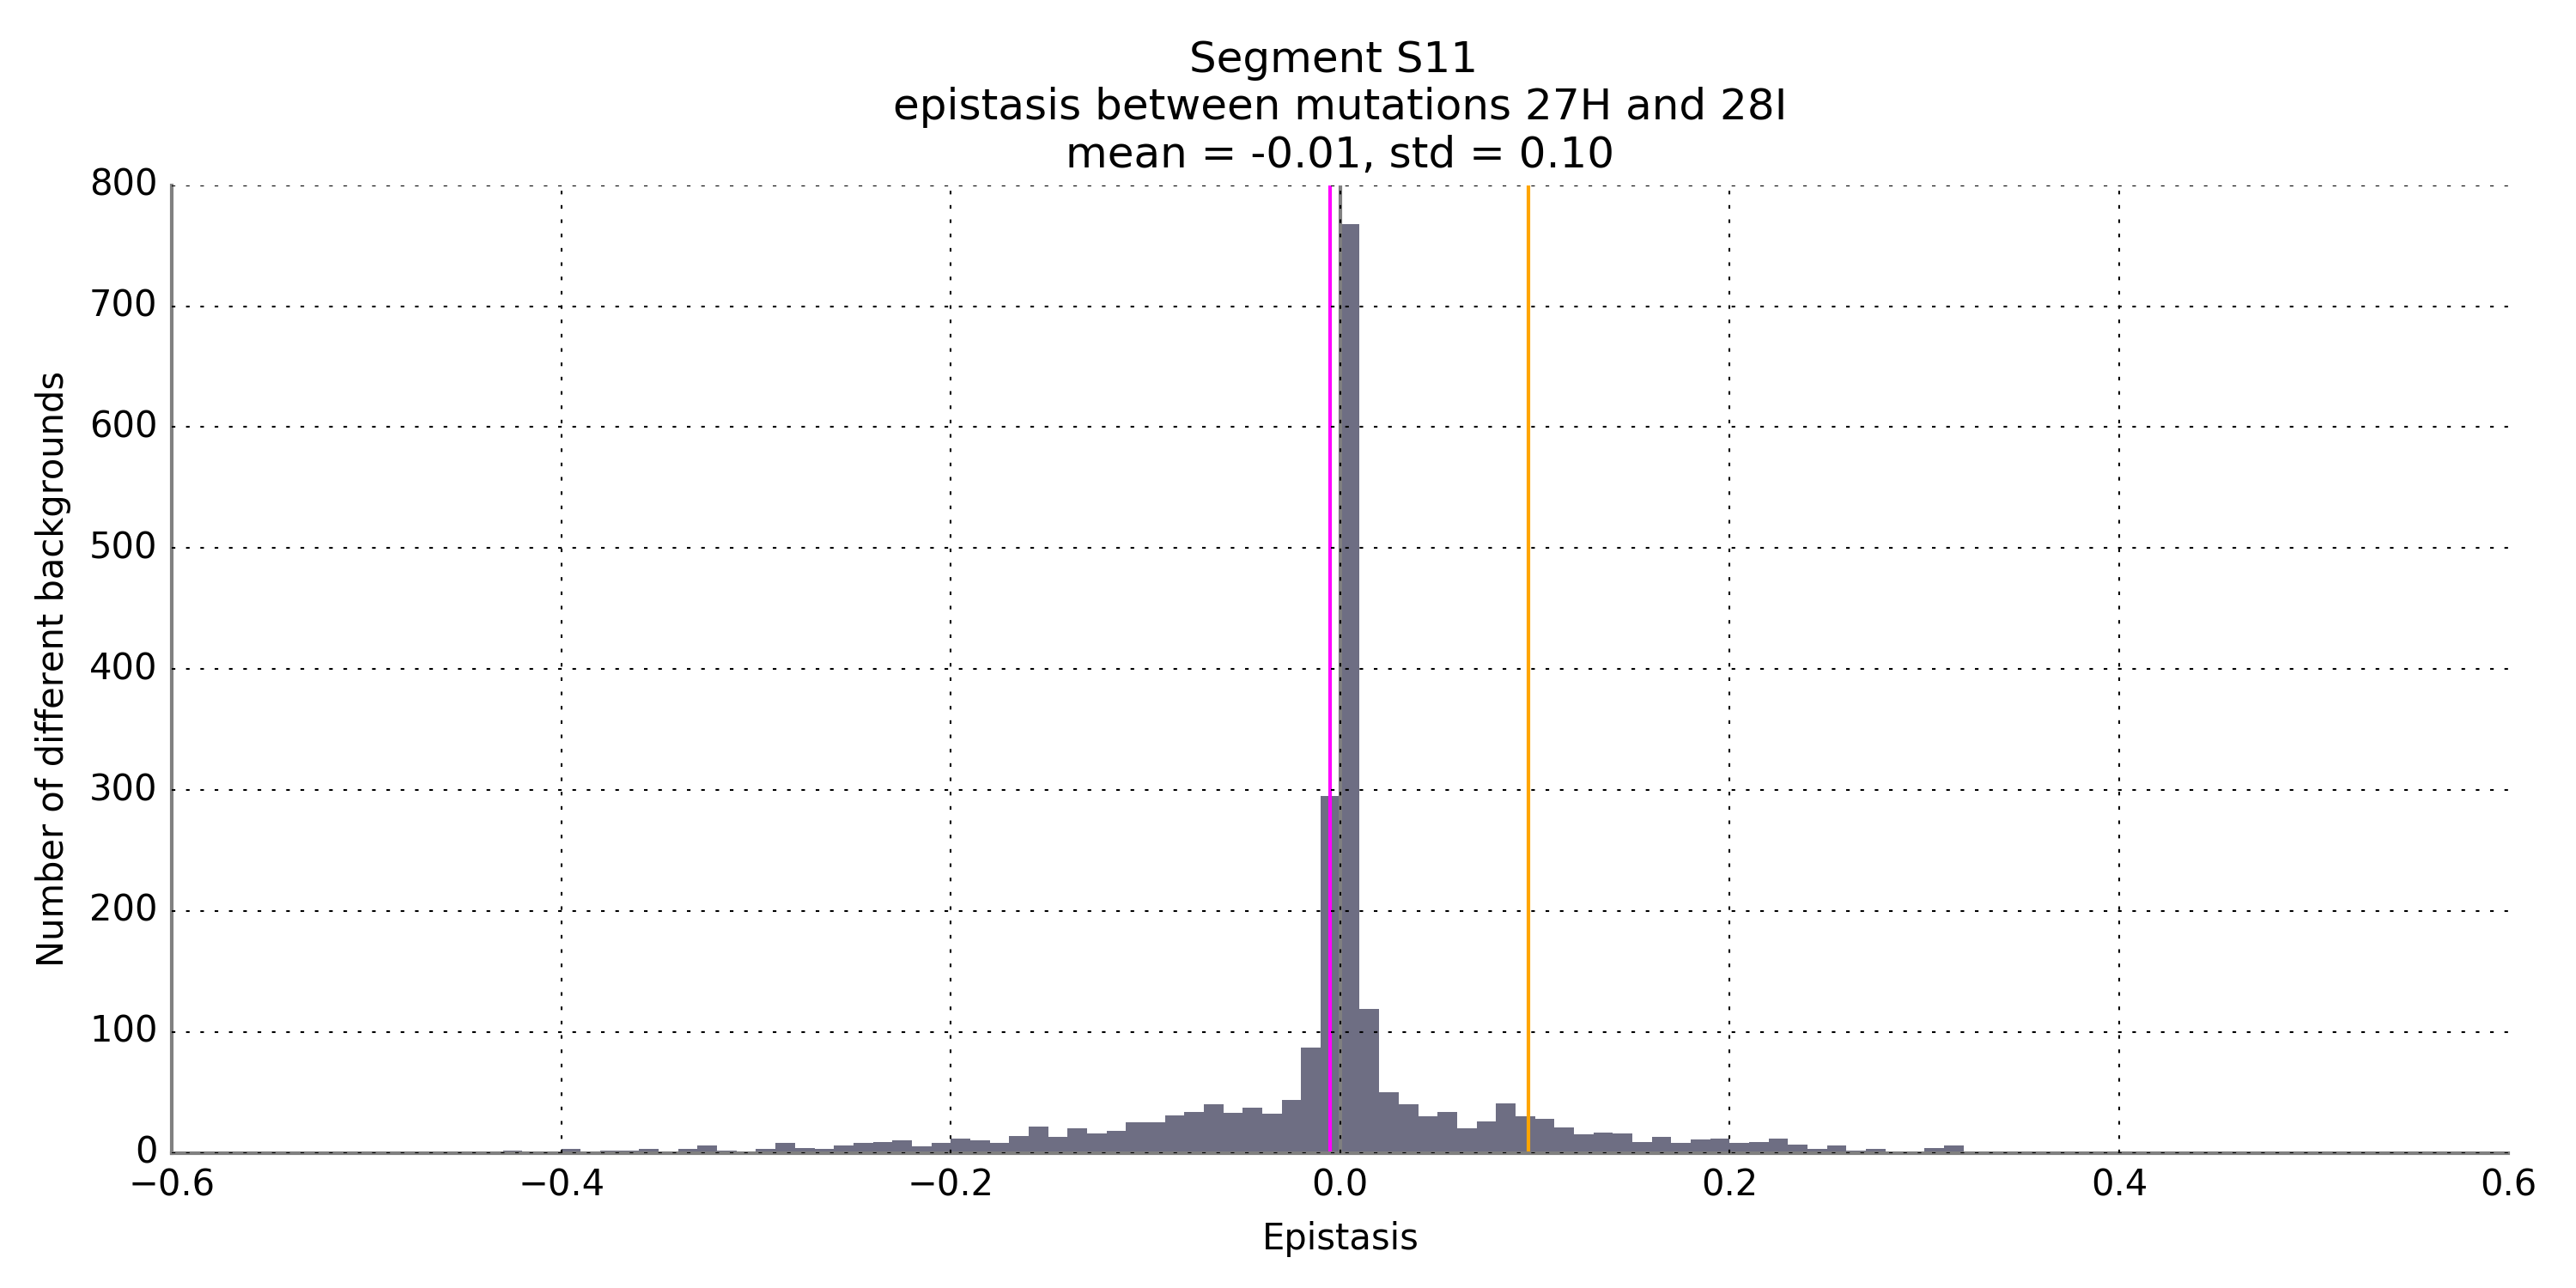 Segment S11
epistasis between mutations 27H and 28I
mean = -0.01, std = 0.10
800
700
600
500
400
300
200
100
0
Number of different backgrounds
−0.6 −0.4 −0.2 0.0 0.2 0.4 0.6
Epistasis